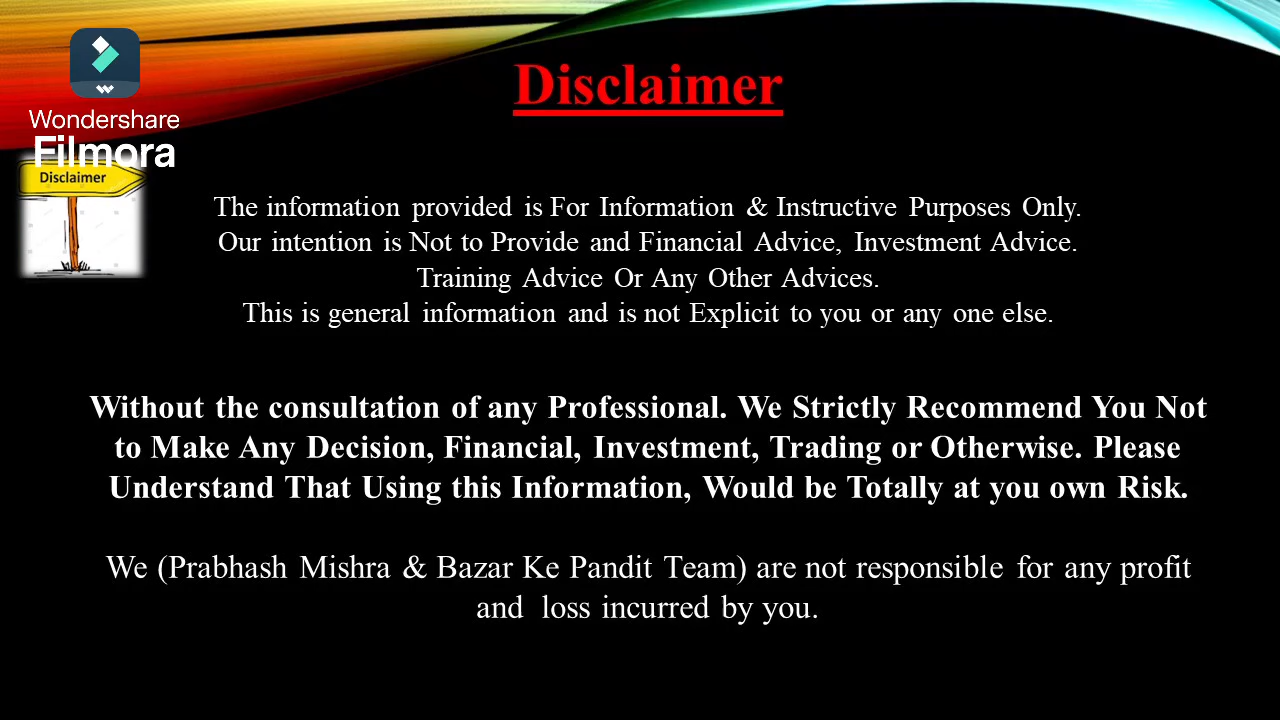 Disclaimer
Wondershare
Filmora
Disclaimer
The information provided is For Information & Instructive Purposes Only.
Our intention is Not to Provide and Financial Advice, Investment Advice.
Training Advice Or Any Other Advices.
This is general information and is not Explicit to you or any one else.
Without the consultation of any Professional. We Strictly Recommend You Not
to Make Any Decision, Financial, Investment, Trading or Otherwise. Please
Understand That Using this Information, Would be Totally at you own Risk.
We (Prabhash Mishra & Bazar Ke Pandit Team) are not responsible for any profit
and loss incurred by you.